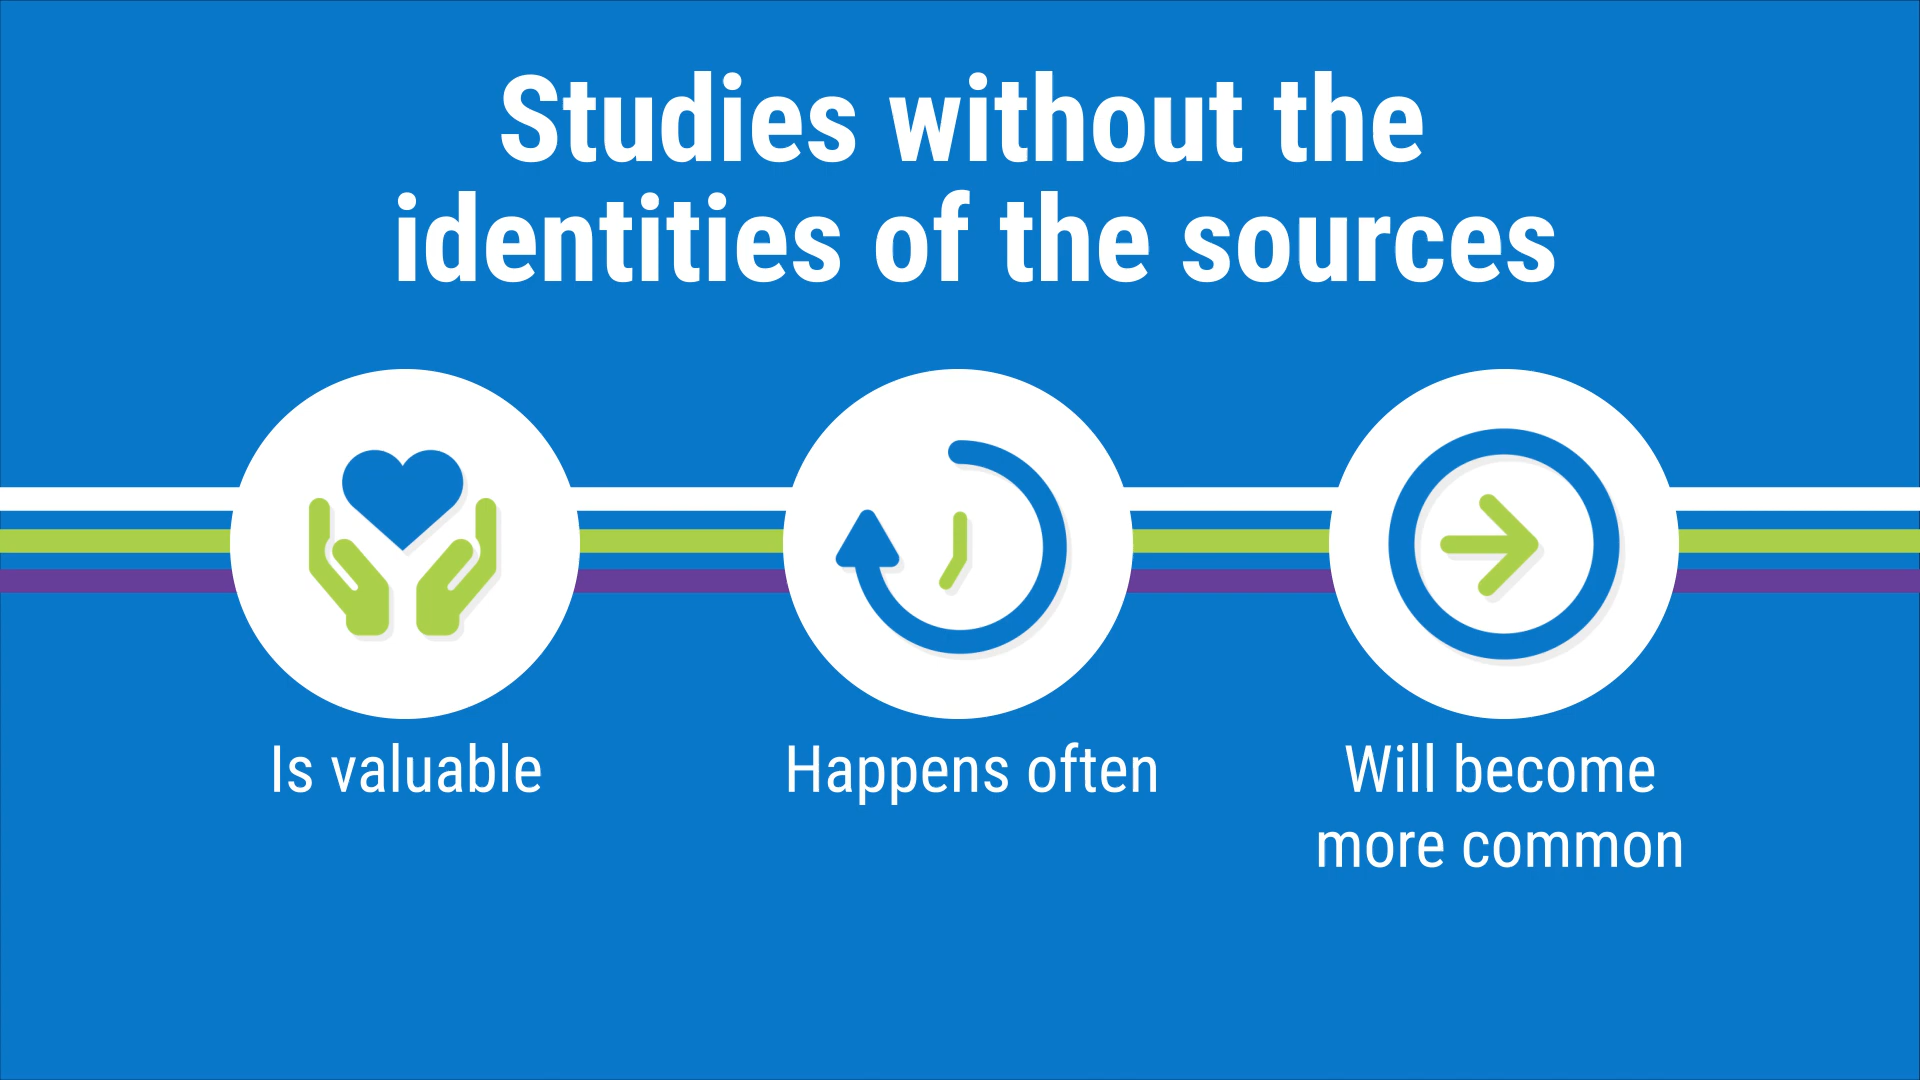 Studies without the
identities of the sources
Is valuable
Happens often
Will become
more common